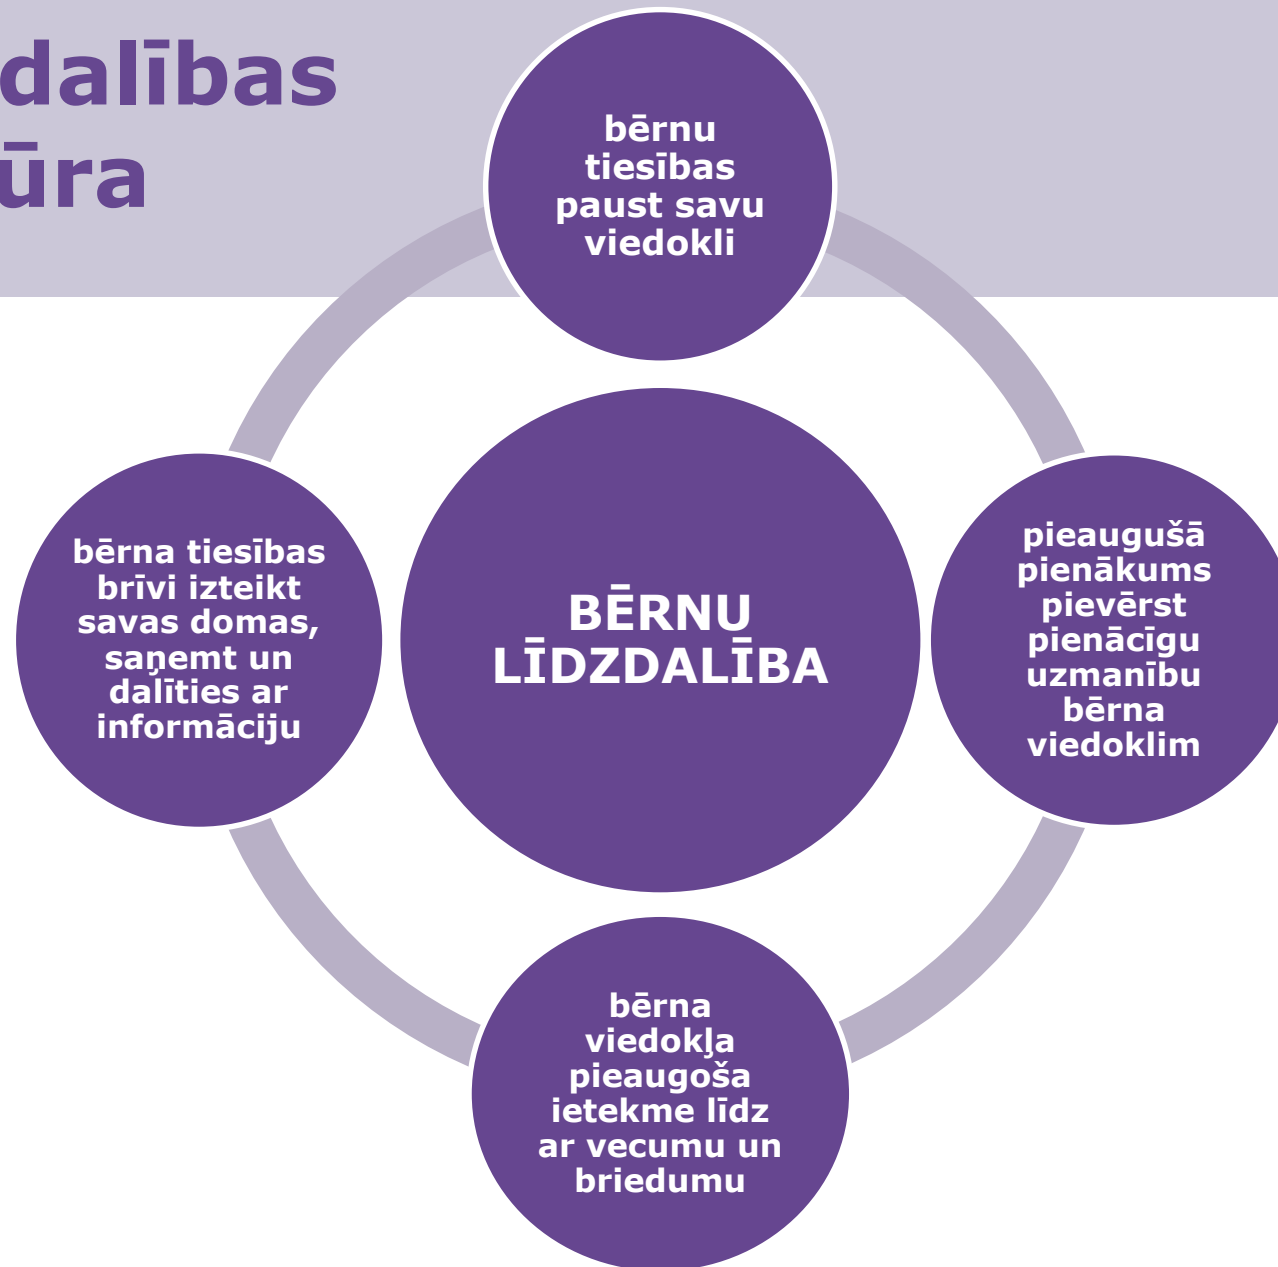 dalības
ūra
bērnu
tiesības
paust savu
viedokli
bērna tiesības
brīvi izteikt
savas domas,
saņemt un
dalīties ar
informāciju
BĒRNU
LĪDZDALĪBA
pieaugušā
pienākums
pievērst
pienācīgu
uzmanību
bērna
viedoklim
bērna
viedokļa
pieaugoša
ietekme līdz
ar vecumu un
briedumu